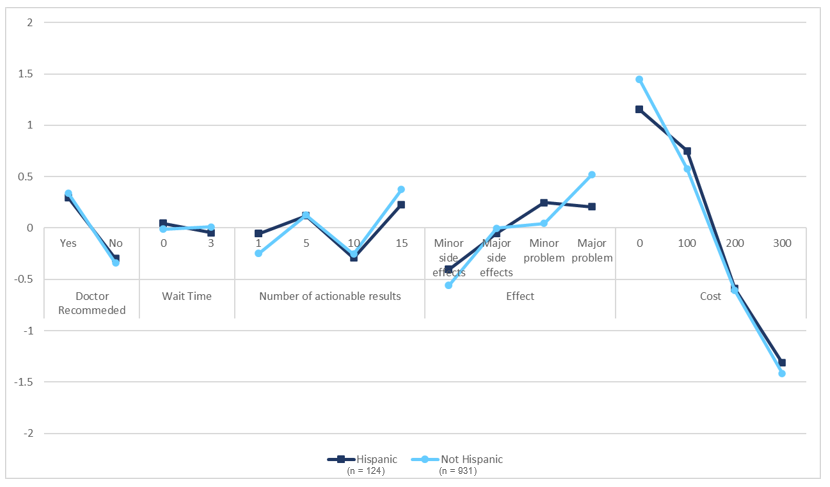 2
1.5
1
0.5
0
-0.5
-1
-1.5
-2
Yes No 0 3 1 5 10 15 Minor side effects Major side effects Minor problem Major problem 0 100 200 300
Doctor Recommeded
Wait Time
Number of actionable results
Effect
Cost
Hispanic
(n = 124)
Not Hispanic
(n = 931)